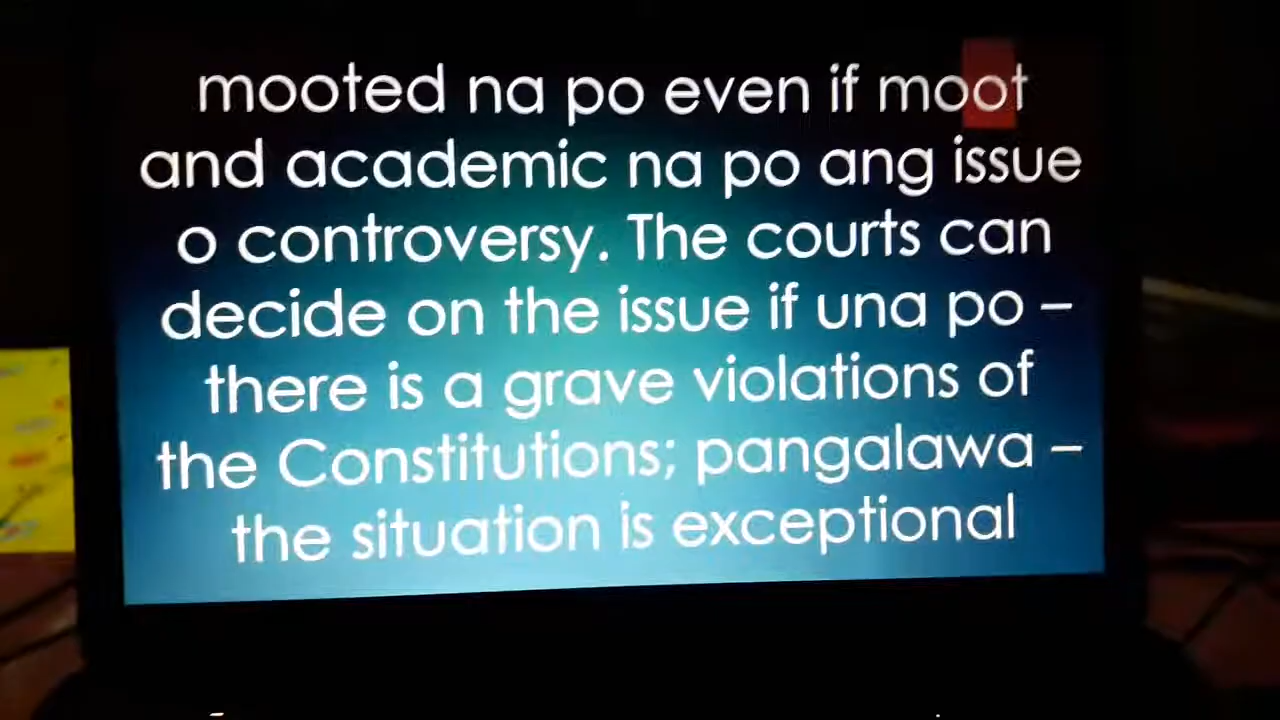 mooted na po even if moot
and academic na po ang issue
o controversy. The courts can
decide on the issue if una po –
there is a grave violations of
the Constitutions; pangalawa –
the situation is exceptional